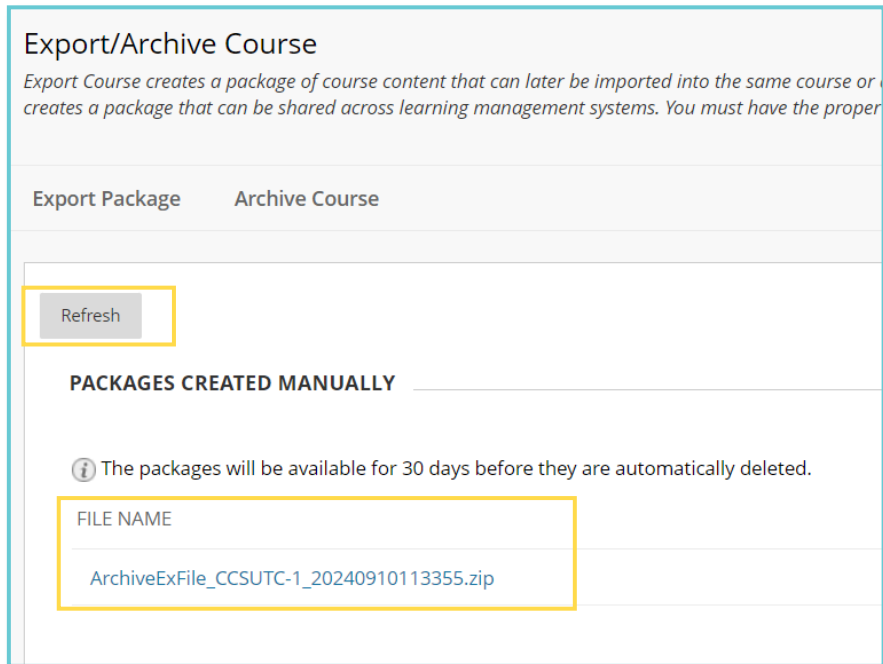 Export/Archive Course
Export Course creates a package of course content that can later be imported into the same course or
creates a package that can be shared across learning management systems. You must have the proper
Export Package Archive Course
Refresh
PACKAGES CREATED MANUALLY
The packages will be available for 30 days before they are automatically deleted.
FILE NAME
ArchiveExFile_CCSUTC-1_20240910113355.zip